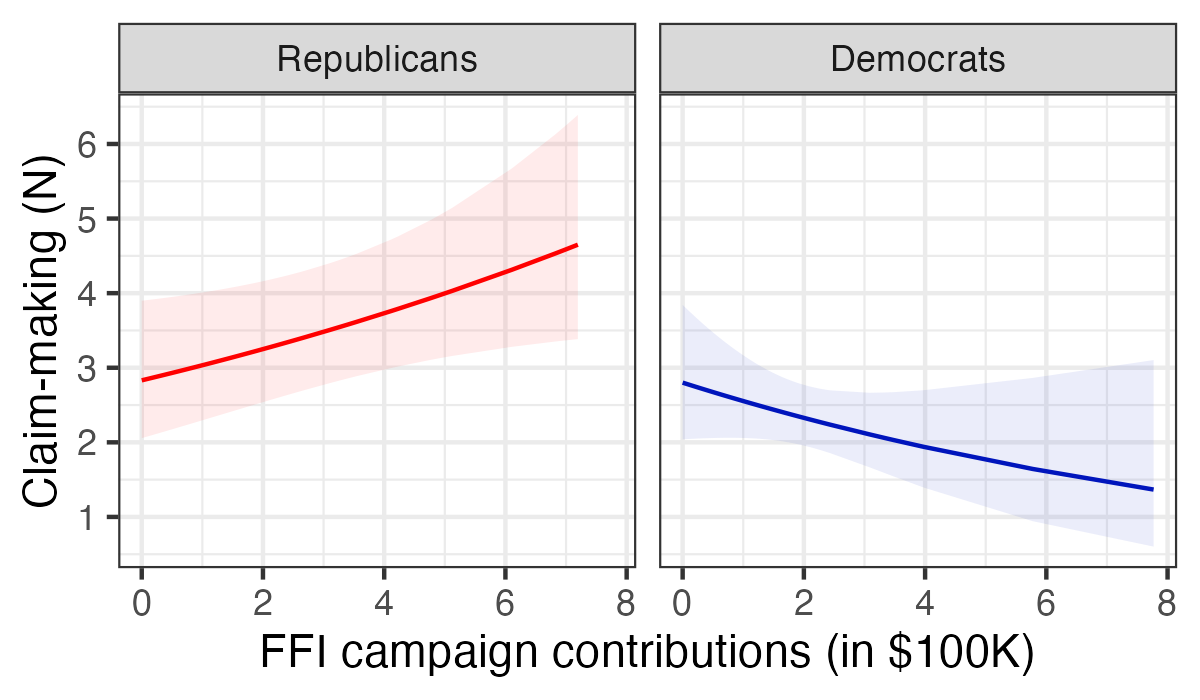 Republicans
Democrats
Claim-making (N)
6
5
4
3
2
1
0 2 4 6 8
0 2 4 6 8
FFI campaign contributions (in $100K)